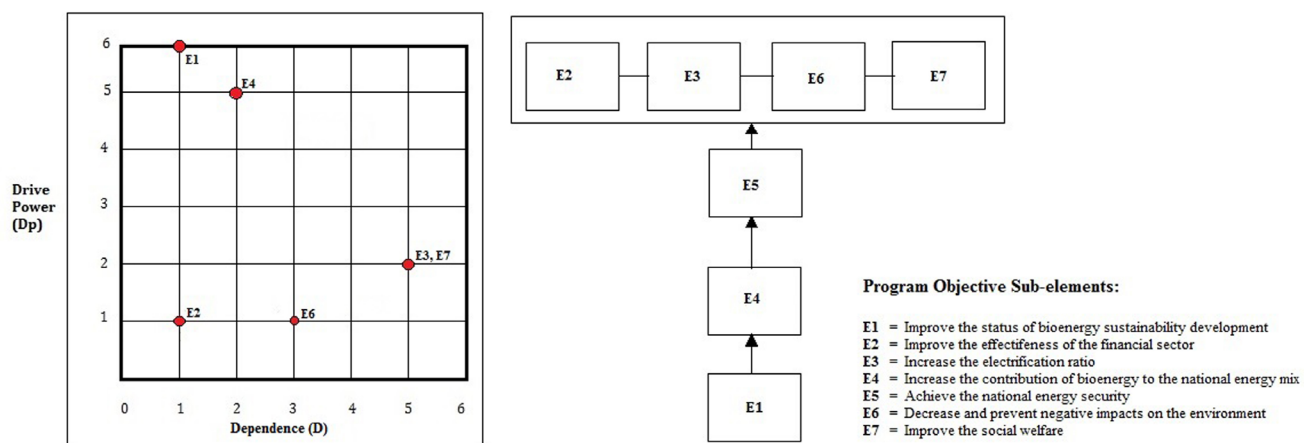 6
E1
E4
5
4
Drive
Power
(Dp)
3
2
E3, E7
1
E2
E6
0 1 2 3 4 5 6
Dependence (D)
E2 E3 E6 E7
E5
E4
E1
Program Objective Sub-elements:
E1 = Improve the status of bioenergy sustainability development
E2 = Improve the effectifeness of the financial sector
E3 = Increase the electrification ratio
E4 = Increase the contribution of bioenergy to the national energy mix
E5 = Achieve the national energy security
E6 = Decrease and prevent negative impacts on the environment
E7 = Improve the social welfare